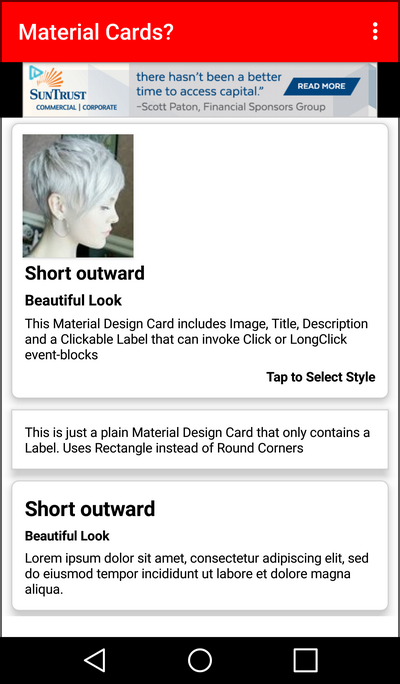 Material Cards?
there hasn't been a better
time to access capital."
SUNTRUST
COMMERCIAL | CORPORATE
~Scott Paton, Financial Sponsors Group
READ MORE
Short outward
Beautiful Look
This Material Design Card includes Image, Title, Description
and a Clickable Label that can invoke Click or LongClick
event-blocks
Tap to Select Style
This is just a plain Material Design Card that only contains a
Label. Uses Rectangle instead of Round Corners
Short outward
Beautiful Look
Lorem ipsum dolor sit amet, consectetur adipiscing elit, sed
do eiusmod tempor incididunt ut labore et dolore magna
aliqua.